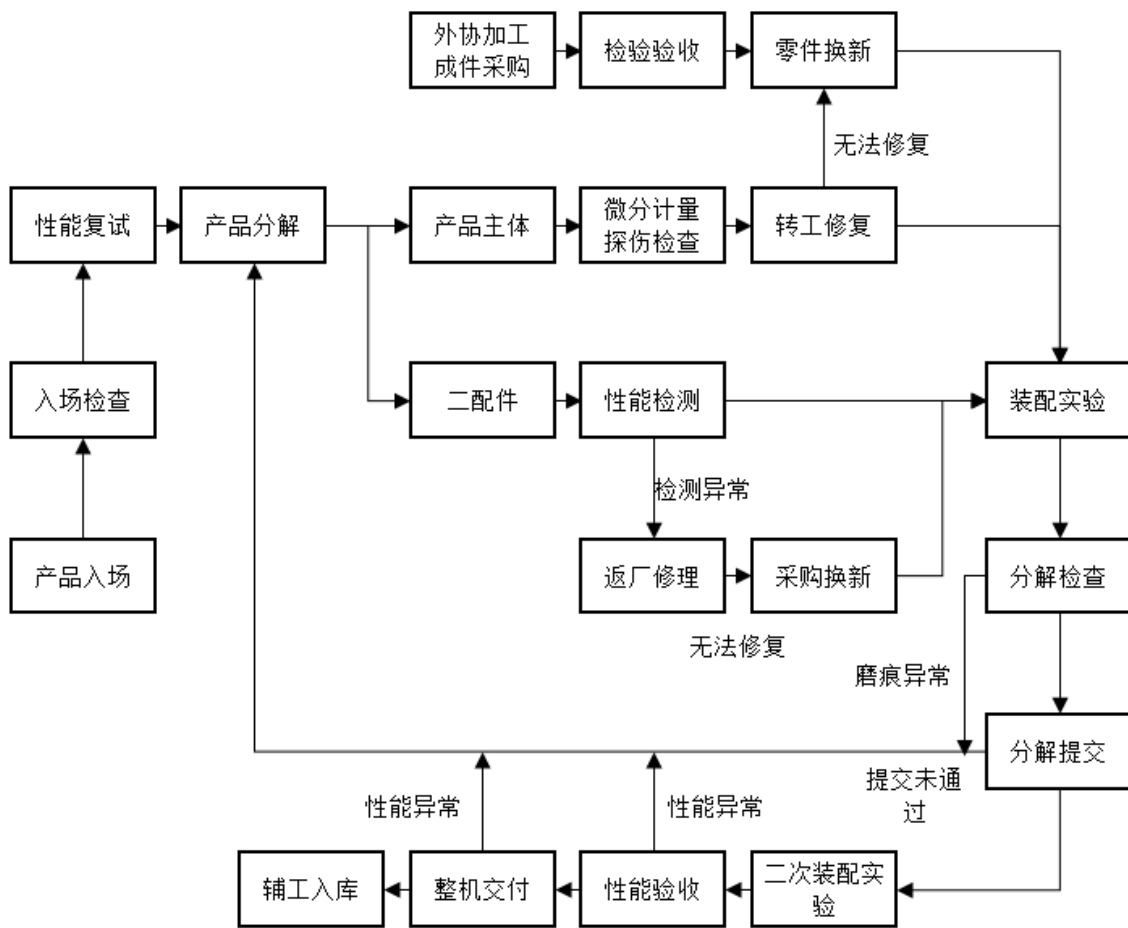 外协加工
成件采购
检验验收
零件换新
无法修复
性能复试
产品分解
产品主体
微分计量
探伤检查
转工修复
入场检查
二配件
性能检测
装配实验
检测异常
产品入场
返厂修理
采购换新
分解检查
无法修复
磨痕异常
分解提交
提交未通
过
性能异常
性能异常
辅工入库
整机交付
性能验收
二次装配实
验